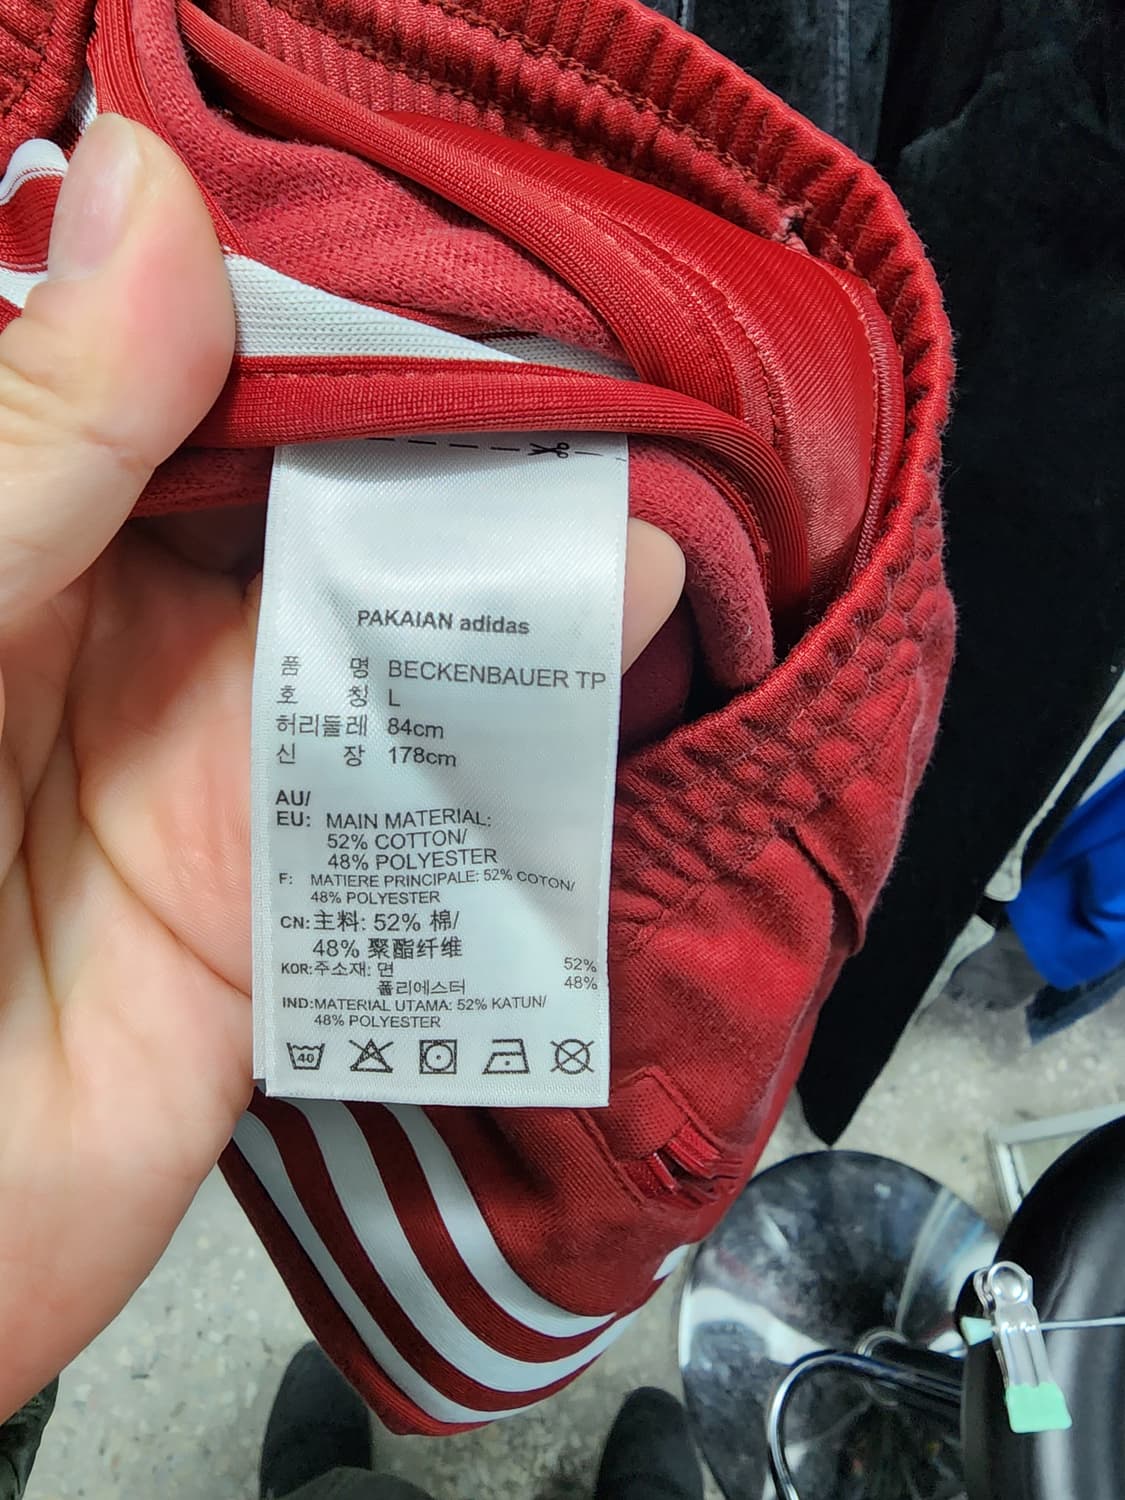 PAKAIAN adidas
품 명 BECKENBAUER TP
호 칭 L
허리둘레 84cm
신 장 178cm
AU/
EU: MAIN MATERIAL:
52% COTTON/
48% POLYESTER
F: MATIERE PRINCIPALE: 52% COTON/
48% POLYESTER
CN: 主料: 52% 棉/
48% 聚酯纤维
KOR:주소재: 면 52%
폴리에스터 48%
IND:MATERIAL UTAMA: 52% KATUN/
48% POLYESTER
40